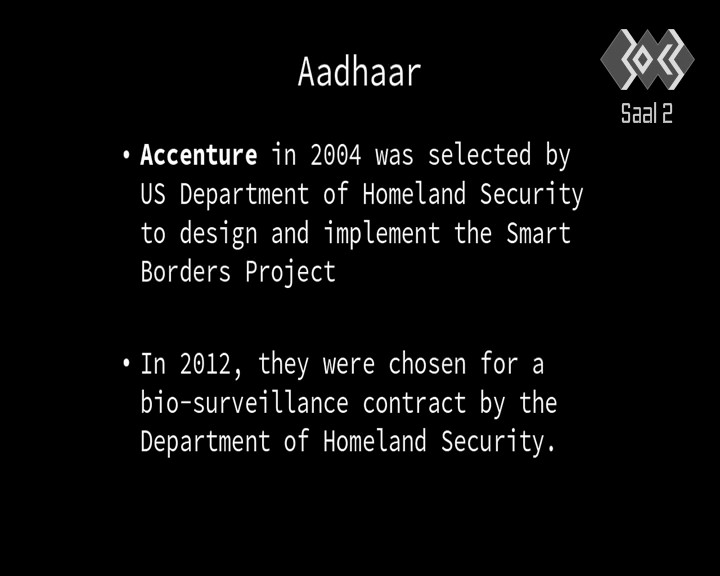 Aadhaar
Saal 2
• Accenture in 2004 was selected by
US Department of Homeland Security
to design and implement the Smart
Borders Project
• In 2012, they were chosen for a
bio-surveillance contract by the
Department of Homeland Security.